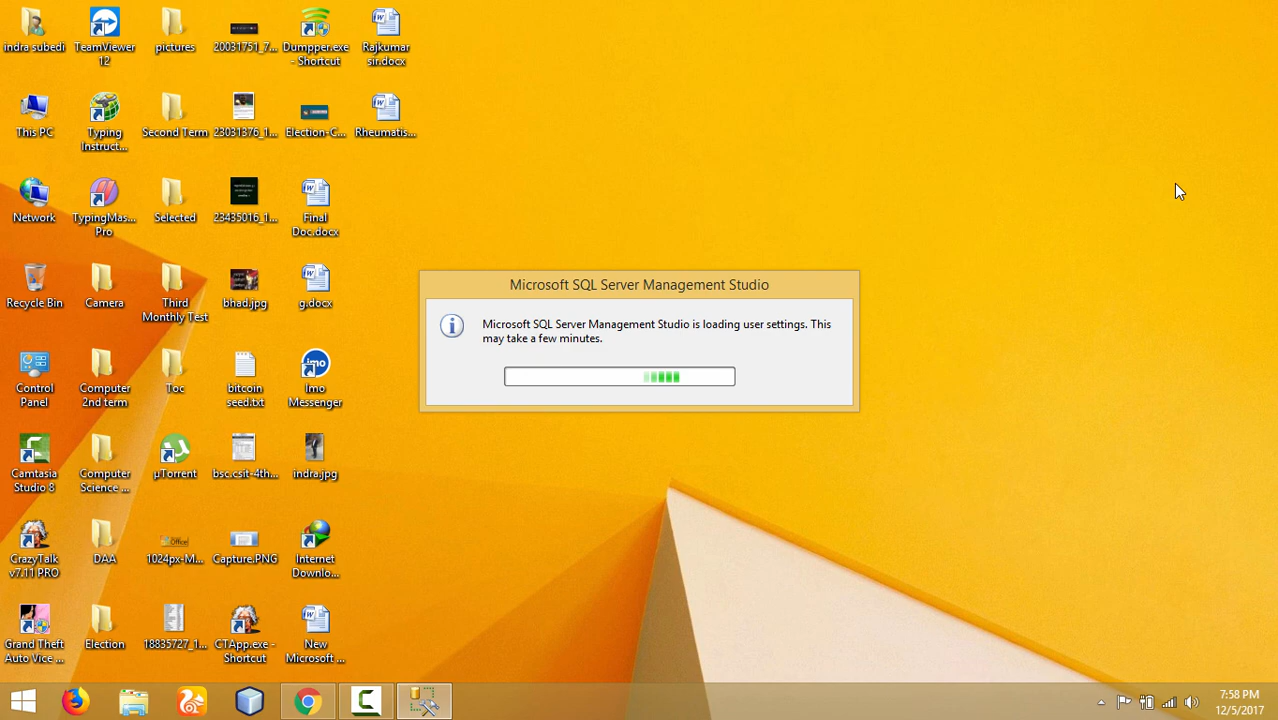 indra subedi
TeamViewer
12
pictures
20031751_7...
Dumpper.exe
- Shortcut
Rajkumar
sir.docx
This PC
Typing
Instruct...
Second Term
23031376_1...
Election-C...
Rheumatis...
Network
TypingMas...
Pro
Selected
23435016_1...
Final
Doc.docx
Recycle Bin
Camera
Third
Monthly Test
bhad.jpg
g.docx
Microsoft SQL Server Management Studio
Microsoft SQL Server Management Studio is loading user settings. This
may take a few minutes.
Control
Panel
Computer
2nd term
Toc
bitcoin
seed.txt
imo
Imo
Messenger
Camtasia
Studio 8
Computer
Science ...
µTorrent
bsc.csit-4th...
indra.jpg
CrazyTalk
v7.11 PRO
DAA
Office
1024px-M...
Capture.PNG
Internet
Downlo...
Grand Theft
Auto Vice ...
Election
18835727_1...
CTApp.exe -
Shortcut
New
Microsoft ...
7:58 PM
12/5/2017